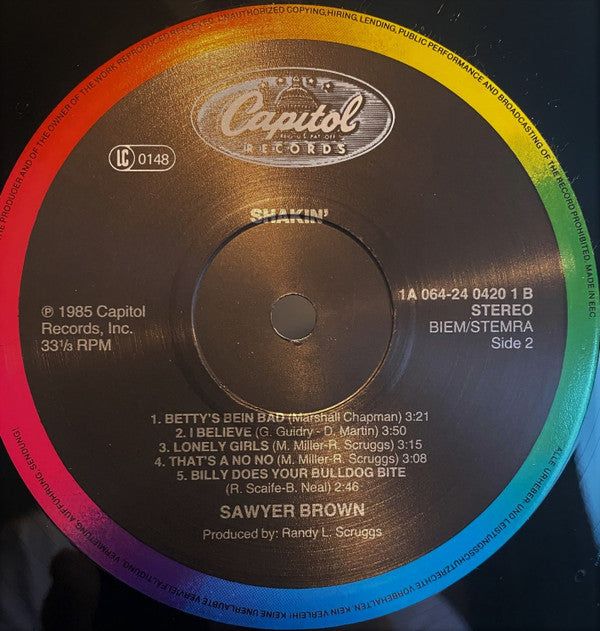 Capitol
RECORDS
LC 0148
SHAKIN'
℗ 1985 Capitol
Records, Inc.
33⅓ RPM
1A 064-24 0420 1 B
STEREO
BIEM/STEMRA
Side 2
1. BETTY'S BEIN BAD (Marshall Chapman) 3:21
2. I BELIEVE (G. Guidry - D. Martin) 3:50
3. LONELY GIRLS (M. Miller-R. Scruggs) 3:15
4. THAT'S A NO NO (M. Miller-R. Scruggs) 3:08
5. BILLY DOES YOUR BULLDOG BITE
(R. Scaife-B. Neal) 2:46
SAWYER BROWN
Produced by: Randy L. Scruggs
THE PRODUCER AND OF THE OWNER OF THE WORK REPRODUCED RESERVED. UNAUTHORIZED COPYING, HIRING, LENDING, PUBLIC PERFORMANCE AND BROADCASTING OF THE RECORD PROHIBITED. MADE IN EEC.
ALLE URHEBER- UND LEISTUNGSSCHUTZRECHTE VORBEHALTEN. KEIN VERLEIH! KEINE UNERLAUBTE VERVIELFÄLTIGUNG, VERMIETUNG, AUFFÜHRUNG, SENDUNG!